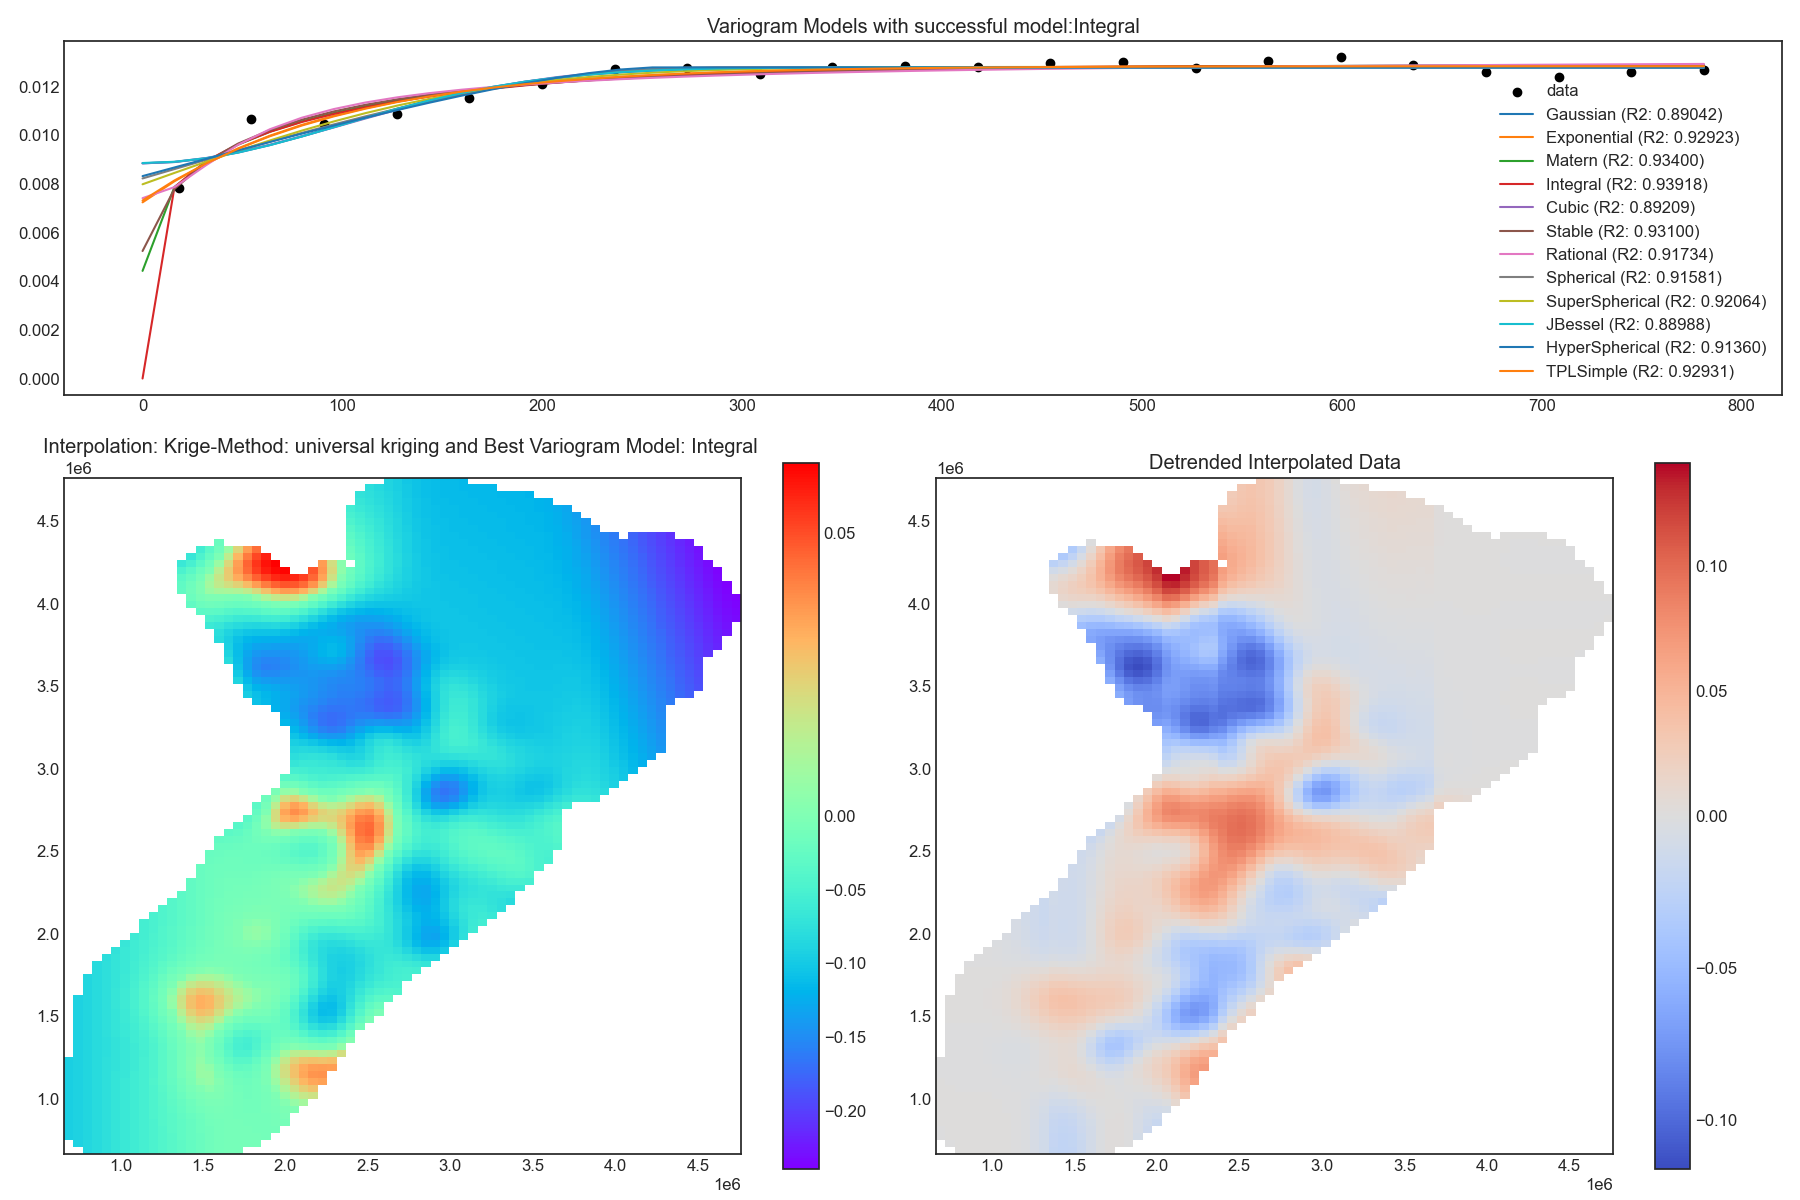 Variogram Models with successful model:Integral
0.012
0.010
0.008
0.006
0.004
0.002
0.000
0 100 200 300 400 500 600 700 800
data
Gaussian (R2: 0.89042)
Exponential (R2: 0.92923)
Matern (R2: 0.93400)
Integral (R2: 0.93918)
Cubic (R2: 0.89209)
Stable (R2: 0.93100)
Rational (R2: 0.91734)
Spherical (R2: 0.91581)
SuperSpherical (R2: 0.92064)
JBessel (R2: 0.88988)
HyperSpherical (R2: 0.91360)
TPLSimple (R2: 0.92931)
Interpolation: Krige-Method: universal kriging and Best Variogram Model: Integral
1e6
4.5
4.0
3.5
3.0
2.5
2.0
1.5
1.0
1.0 1.5 2.0 2.5 3.0 3.5 4.0 4.5
1e6
0.05
0.00
−0.05
−0.10
−0.15
−0.20
Detrended Interpolated Data
1e6
4.5
4.0
3.5
3.0
2.5
2.0
1.5
1.0
1.0 1.5 2.0 2.5 3.0 3.5 4.0 4.5
1e6
0.10
0.05
0.00
−0.05
−0.10